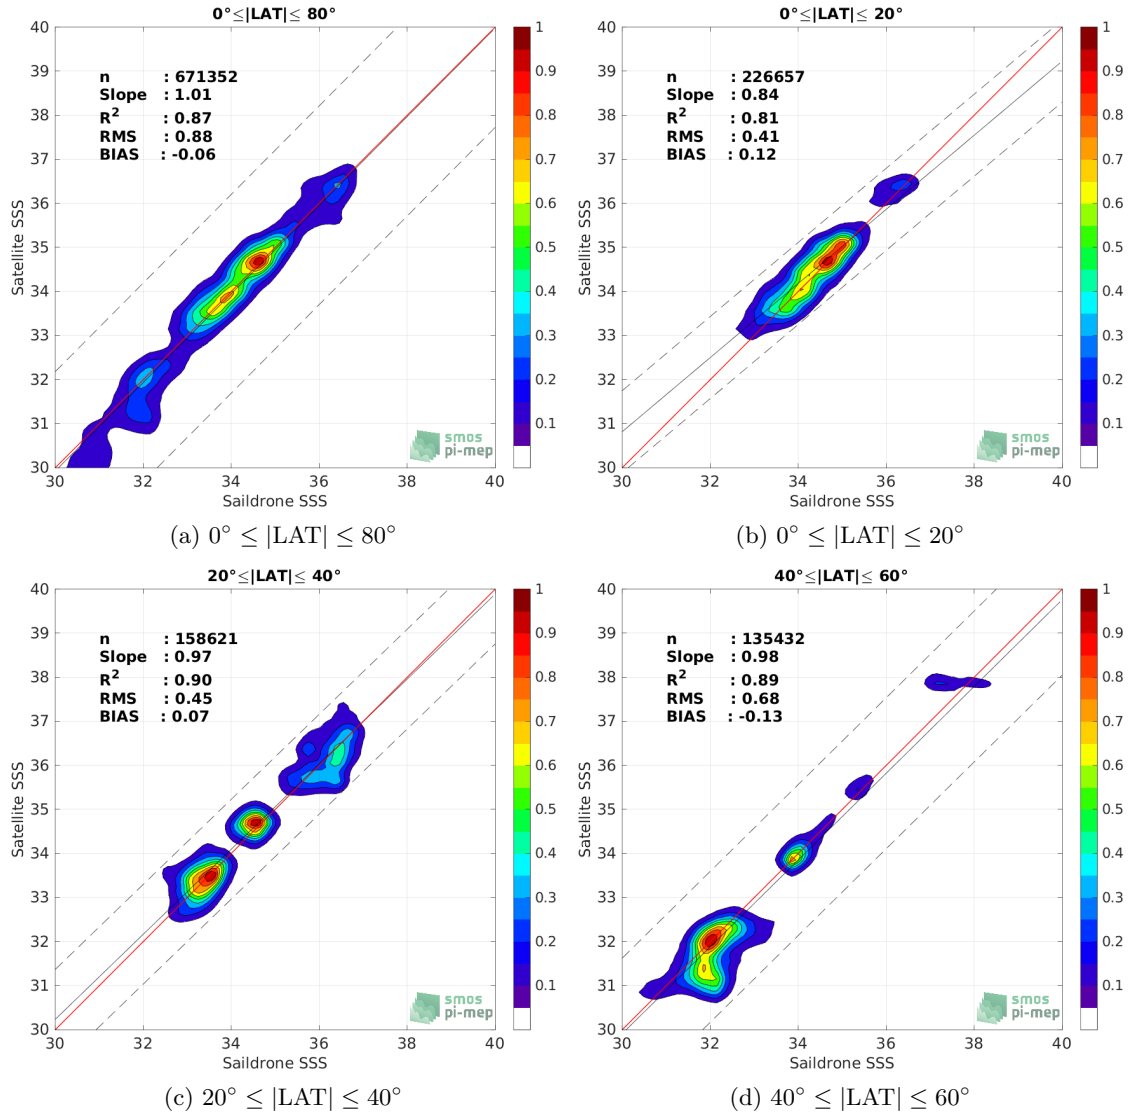 0°≤|LAT|≤ 80°
n : 671352
Slope : 1.01
R² : 0.87
RMS : 0.88
BIAS : -0.06
Satellite SSS
40
39
38
37
36
35
34
33
32
31
30
30 32 34 36 38 40
Saildrone SSS
1
0.9
0.8
0.7
0.6
0.5
0.4
0.3
0.2
0.1
smos
pi-mep
(a) 0° ≤ |LAT| ≤ 80°
0°≤|LAT|≤ 20°
n : 226657
Slope : 0.84
R² : 0.81
RMS : 0.41
BIAS : 0.12
Satellite SSS
40
39
38
37
36
35
34
33
32
31
30
30 32 34 36 38 40
Saildrone SSS
1
0.9
0.8
0.7
0.6
0.5
0.4
0.3
0.2
0.1
smos
pi-mep
(b) 0° ≤ |LAT| ≤ 20°
20°≤|LAT|≤ 40°
n : 158621
Slope : 0.97
R² : 0.90
RMS : 0.45
BIAS : 0.07
Satellite SSS
40
39
38
37
36
35
34
33
32
31
30
30 32 34 36 38 40
Saildrone SSS
1
0.9
0.8
0.7
0.6
0.5
0.4
0.3
0.2
0.1
smos
pi-mep
(c) 20° ≤ |LAT| ≤ 40°
40°≤|LAT|≤ 60°
n : 135432
Slope : 0.98
R² : 0.89
RMS : 0.68
BIAS : -0.13
Satellite SSS
40
39
38
37
36
35
34
33
32
31
30
30 32 34 36 38 40
Saildrone SSS
1
0.9
0.8
0.7
0.6
0.5
0.4
0.3
0.2
0.1
smos
pi-mep
(d) 40° ≤ |LAT| ≤ 60°